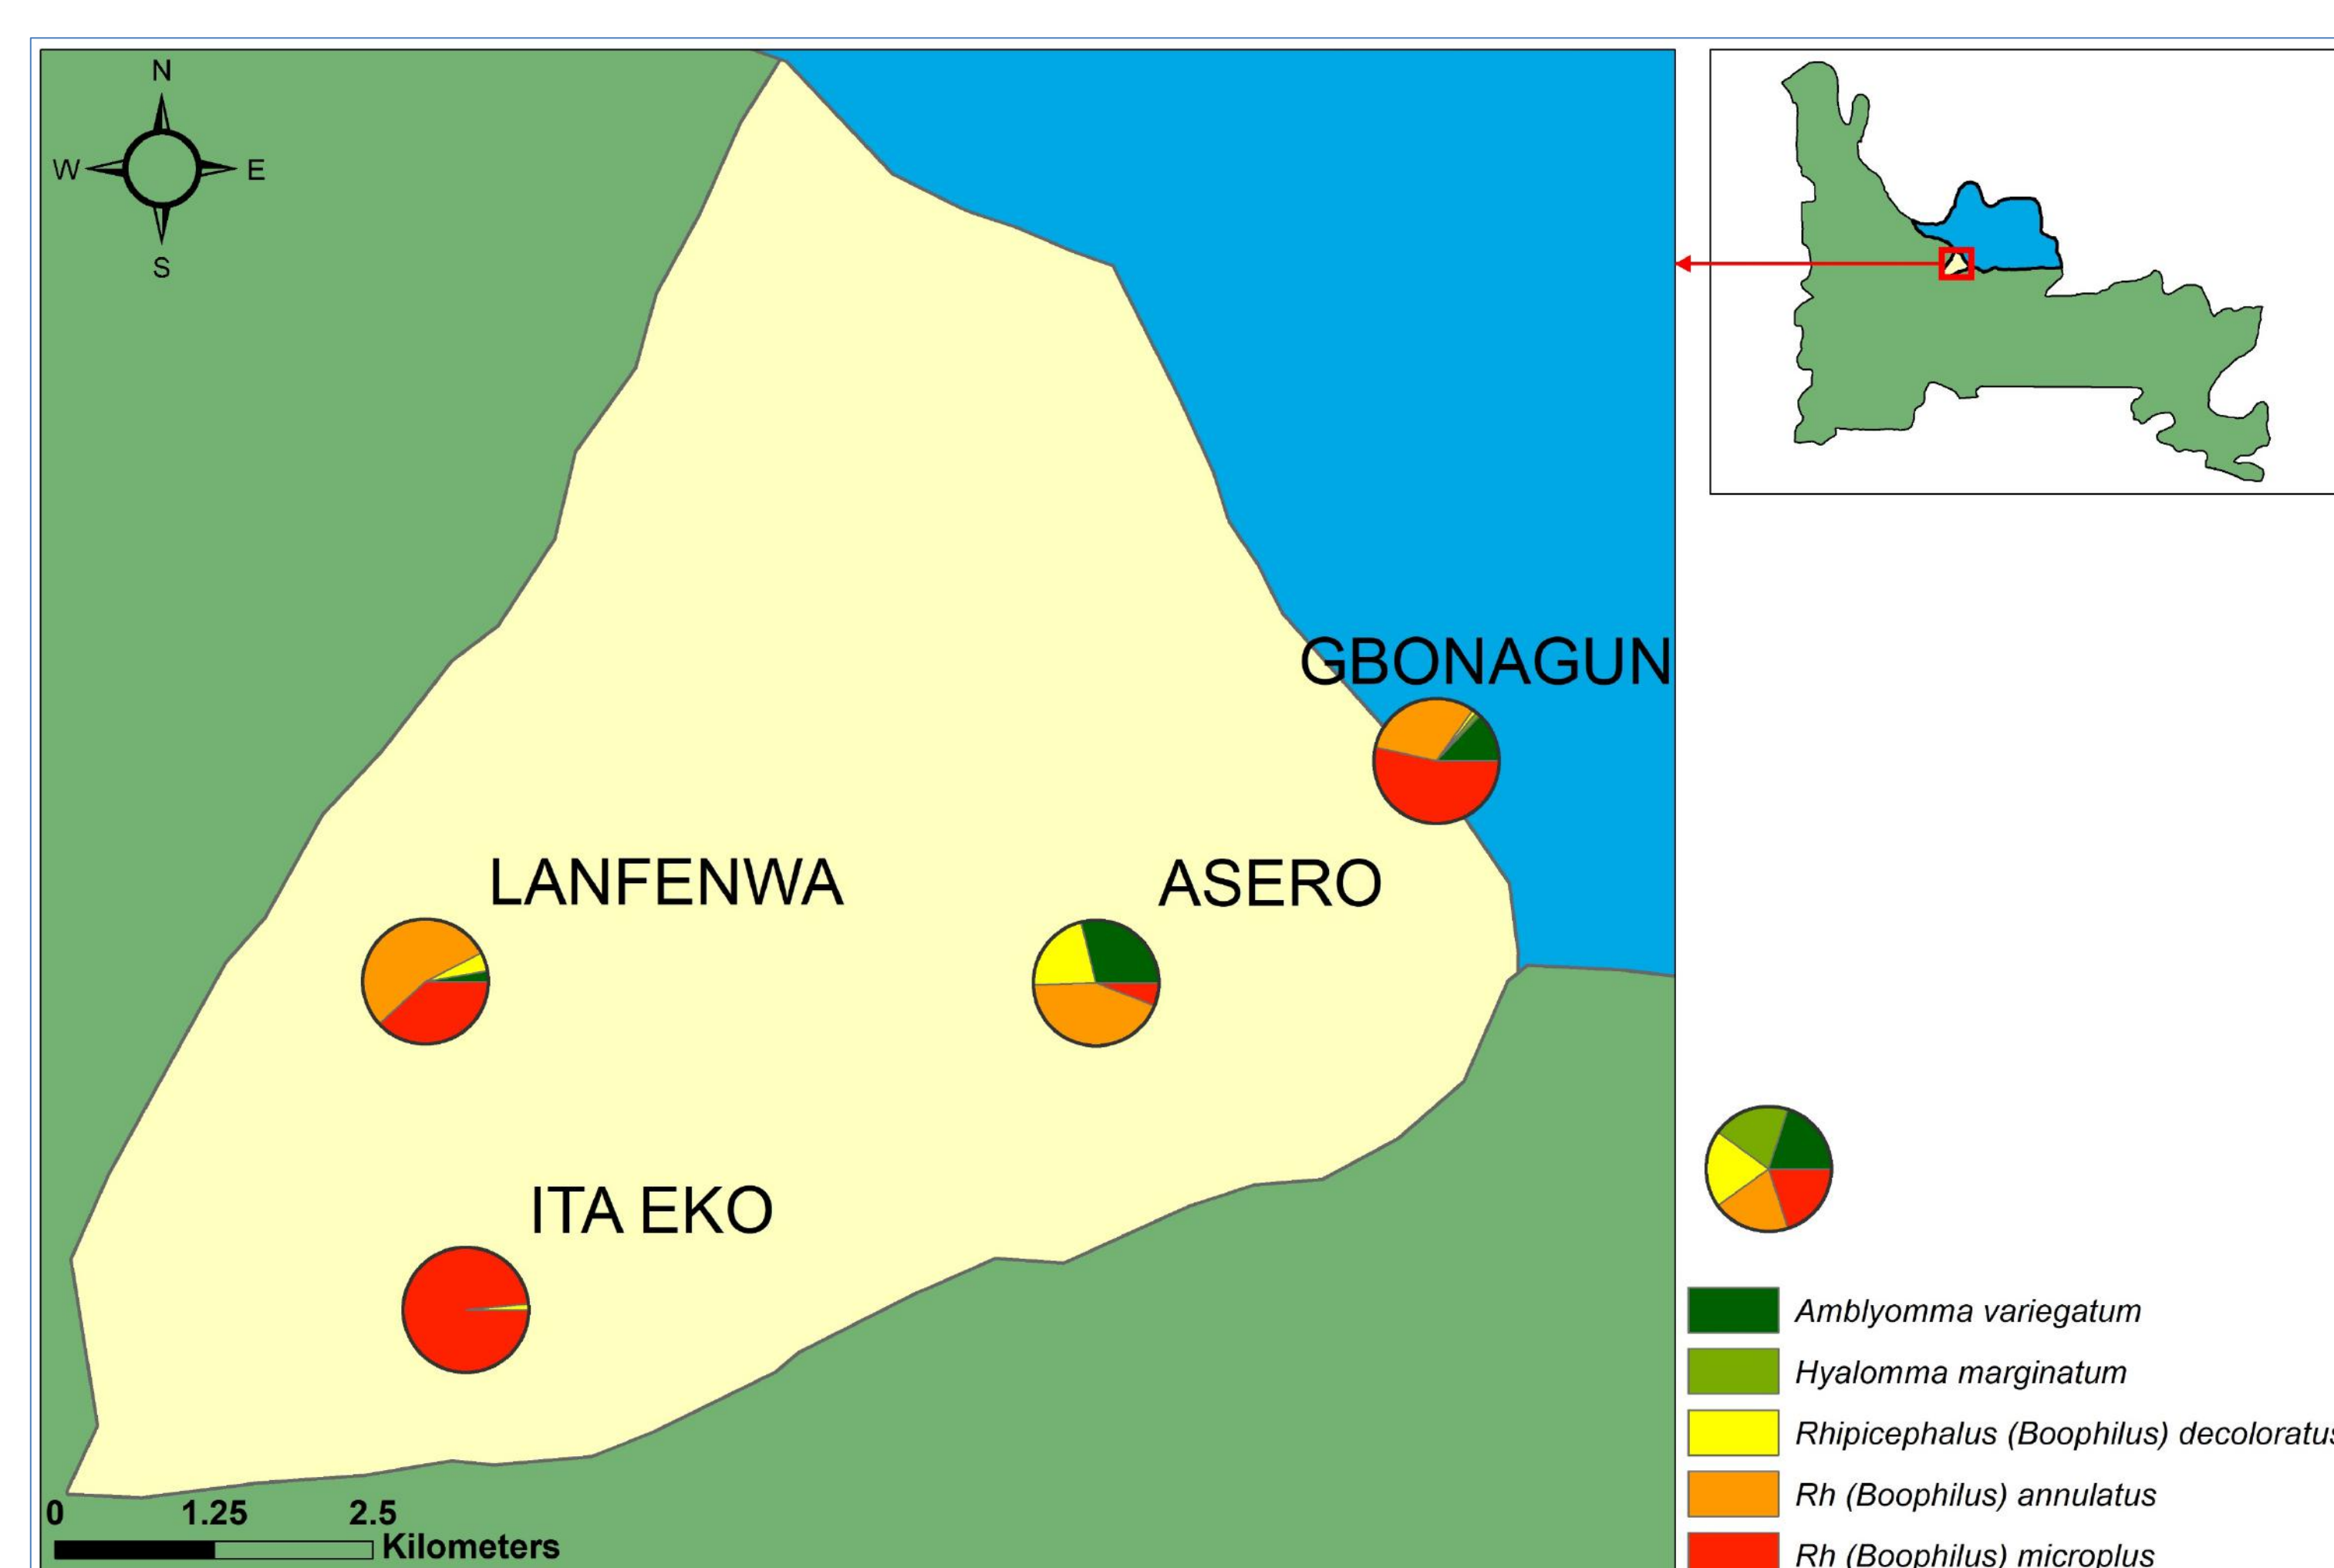 N
W E
S
GBONAGUN
LANFENWA
ASERO
ITA EKO
0 1.25 2.5
Kilometers
Amblyomma variegatum
Hyalomma marginatum
Rhipicephalus (Boophilus) decoloratus
Rh (Boophilus) annulatus
Rh (Boophilus) microplus